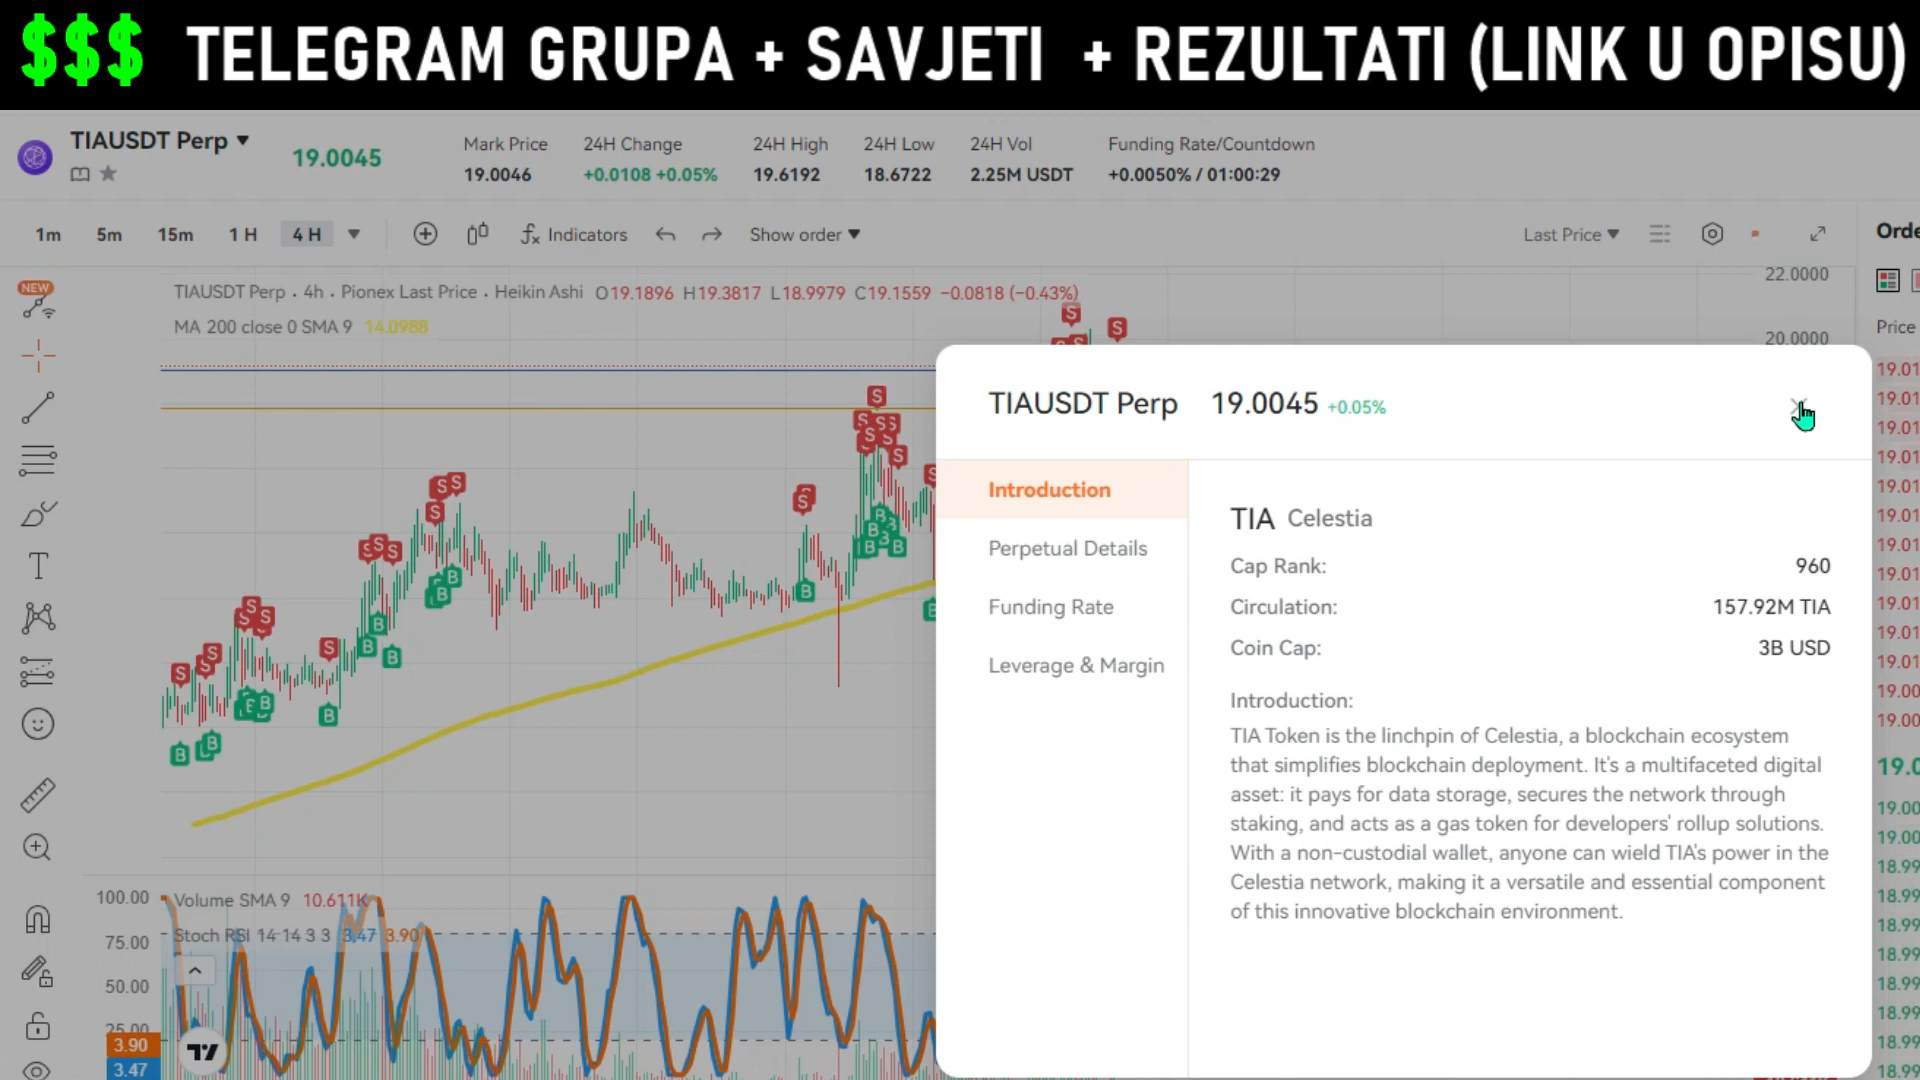 $$$ TELEGRAM GRUPA + SAVJETI + REZULTATI (LINK U OPISU)
TIAUSDT Perp
19.0045
Mark Price
19.0046
24H Change
+0.0108 +0.05%
24H High
19.6192
24H Low
18.6722
24H Vol
2.25M USDT
Funding Rate/Countdown
+0.0050% / 01:00:29
1m 5m 15m 1 H 4 H
Indicators
Show order
Last Price
NEW
TIAUSDT Perp · 4h · Pionex Last Price · Heikin Ashi O19.1896 H19.3817 L18.9979 C19.1559 −0.0818 (−0.43%)
MA 200 close 0 SMA 9 14.0988
22.0000
20.0000
Price
TIAUSDT Perp 19.0045 +0.05%
Introduction
Perpetual Details
Funding Rate
Leverage & Margin
TIA Celestia
Cap Rank: 960
Circulation: 157.92M TIA
Coin Cap: 3B USD
Introduction:
TIA Token is the linchpin of Celestia, a blockchain ecosystem
that simplifies blockchain deployment. It's a multifaceted digital
asset: it pays for data storage, secures the network through
staking, and acts as a gas token for developers' rollup solutions.
With a non-custodial wallet, anyone can wield TIA's power in the
Celestia network, making it a versatile and essential component
of this innovative blockchain environment.
Volume SMA 9 10.611K
Stoch RSI 14 14 3 3 3.47 3.90
100.00
75.00
50.00
25.00
3.90
3.47